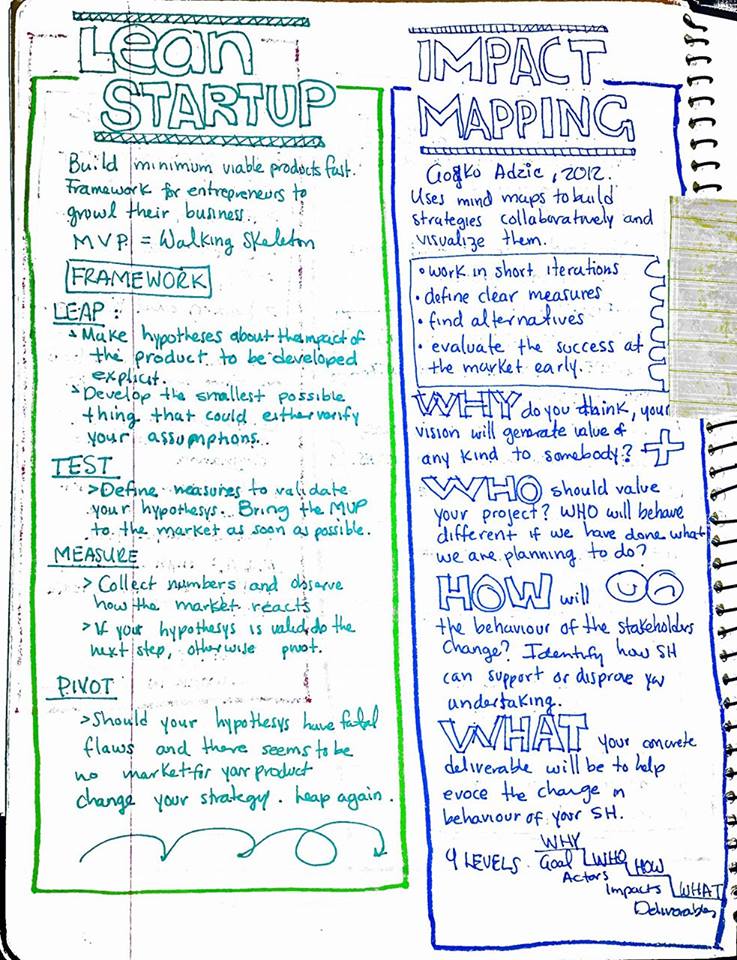 Lean
STARTUP
Build minimum viable products fast.
Framework for entrepreneurs to
growl their business..
MVP = Walking Skeleton
FRAMEWORK
LEAP :
Make hypotheses about the impact of
the product to be developed
explicit.
Develop the smallest possible
thing that could either verify
your assumptions..
TEST
> Define measures to validate
your hypothesys.. Bring the MVP
to the market as soon as possible.
MEASURE
> Collect numbers and observe
how the market reacts
> If your hypothesys is valid, do the
next step, otherwise pivot.
PIVOT
> Should your hypothesys have fatal
flaws and there seems to be
no market for your product
change your strategy. Leap again.
IMPACT
MAPPING
Gojko Adzic, 2012.
Uses mind maps to build
strategies collaboratively and
visualize them.
• work in short iterations
• define clear measures
• find alternatives
• evaluate the success at
the market early.
WHY do you think, your
vision will generate value of
any kind to somebody?
WHO should value
your project? WHO will behave
different if we have done what
we are planning to do?
HOW will
the behaviour of the stakeholders
change? Identify how SH
can support or disprove your
undertaking.
WHAT your concrete
deliverable will be to help
evoce the change in
behaviour of your SH.
4 LEVELS.
WHY
Goal WHO
Actors HOW
Impacts WHAT
Deliverables